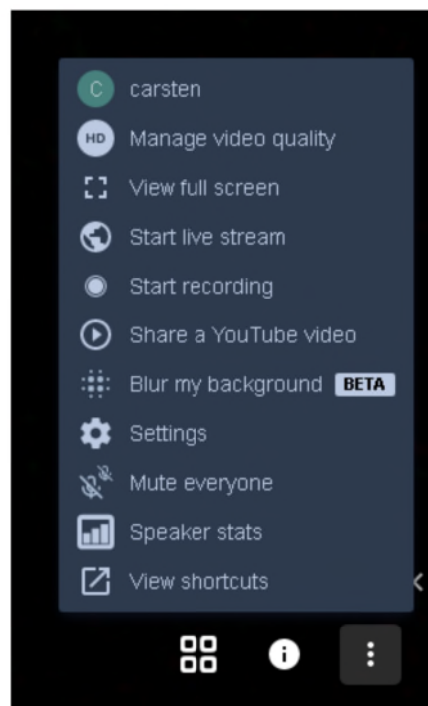 C carsten
HD Manage video quality
View full screen
Start live stream
Start recording
Share a YouTube video
Blur my background BETA
Settings
Mute everyone
Speaker stats
View shortcuts